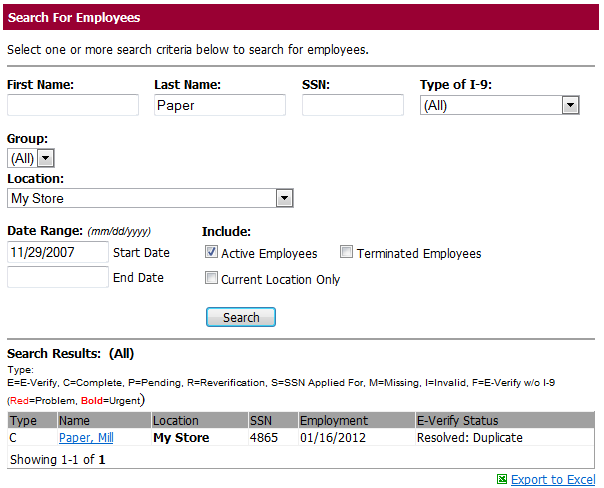 Search For Employees
Select one or more search criteria below to search for employees.
First Name: Last Name: SSN: Type of I-9:
Paper (All)
Group:
(All)
Location:
My Store
Date Range: (mm/dd/yyyy) Include:
11/29/2007 Start Date Active Employees Terminated Employees
End Date Current Location Only
Search
Search Results: (All)
Type:
E=E-Verify, C=Complete, P=Pending, R=Reverification, S=SSN Applied For, M=Missing, I=Invalid, F=E-Verify w/o I-9
(Red=Problem, Bold=Urgent)
Type Name Location SSN Employment E-Verify Status
C Paper, Mill My Store 4865 01/16/2012 Resolved: Duplicate
Showing 1-1 of 1
Export to Excel